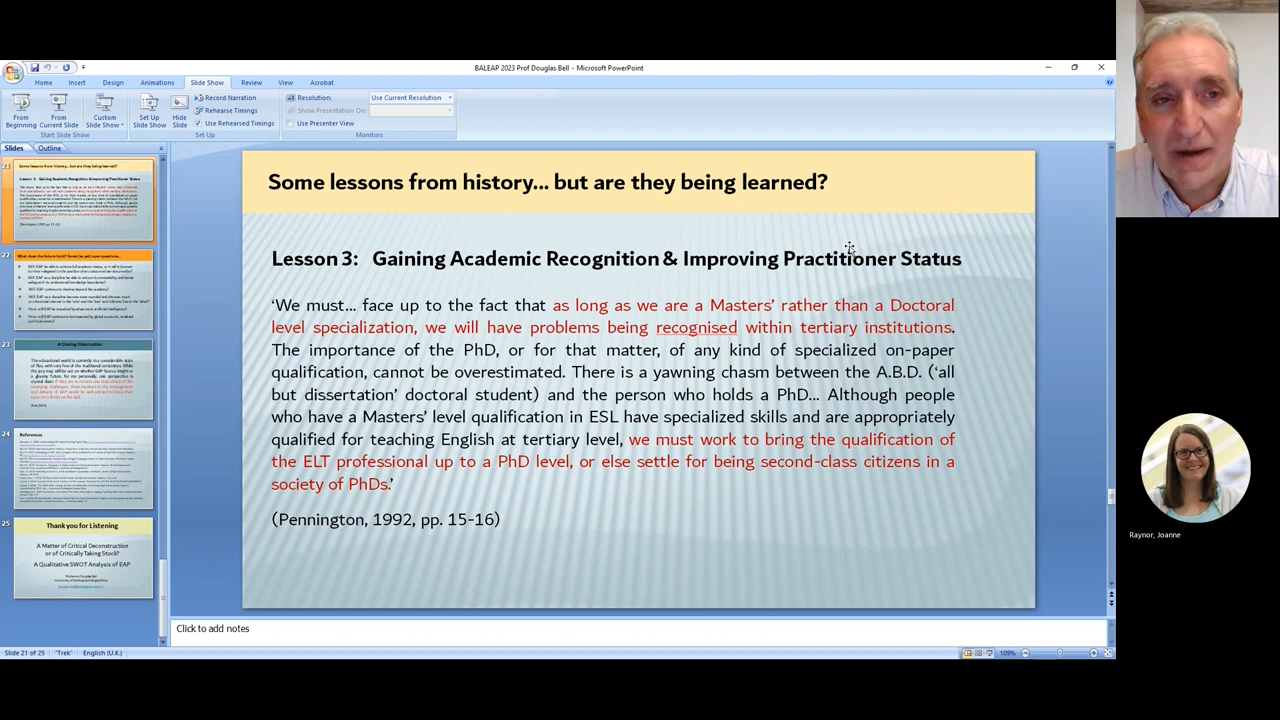 BALEAP 2023 Prof Douglas Bell - Microsoft PowerPoint
Home Insert Design Animations Slide Show Review View Acrobat
From Beginning
From Current Slide
Custom Slide Show
Start Slide Show
Set Up Slide Show
Hide Slide
Record Narration
Rehearse Timings
Use Rehearsed Timings
Set Up
Resolution: Use Current Resolution
Show Presentation On:
Use Presenter View
Monitors
Slides Outline
Some lessons from history... but are they being learned?
Lesson 3: Gaining Academic Recognition & Improving Practitioner Status
‘We must... face up to the fact that as long as we are a Masters’ rather than a Doctoral
level specialization, we will have problems being recognised within tertiary institutions.
The importance of the PhD, or for that matter, of any kind of specialized on-paper
qualification, cannot be overestimated. There is a yawning chasm between the A.B.D. (‘all
but dissertation’ doctoral student) and the person who holds a PhD... Although people
who have a Masters’ level qualification in ESL have specialized skills and are appropriately
qualified for teaching English at tertiary level, we must work to bring the qualification of
the ELT professional up to a PhD level, or else settle for being second-class citizens in a
society of PhDs.’
(Pennington, 1992, pp. 15-16)
22
23
A Closing Observation
24
References
25
Thank you for Listening
A Matter of Critical Deconstruction
or of Critically Taking Stock?
A Qualitative SWOT Analysis of EAP
Raynor, Joanne
Click to add notes
Slide 21 of 25 "Trek" English (U.K.) 109%